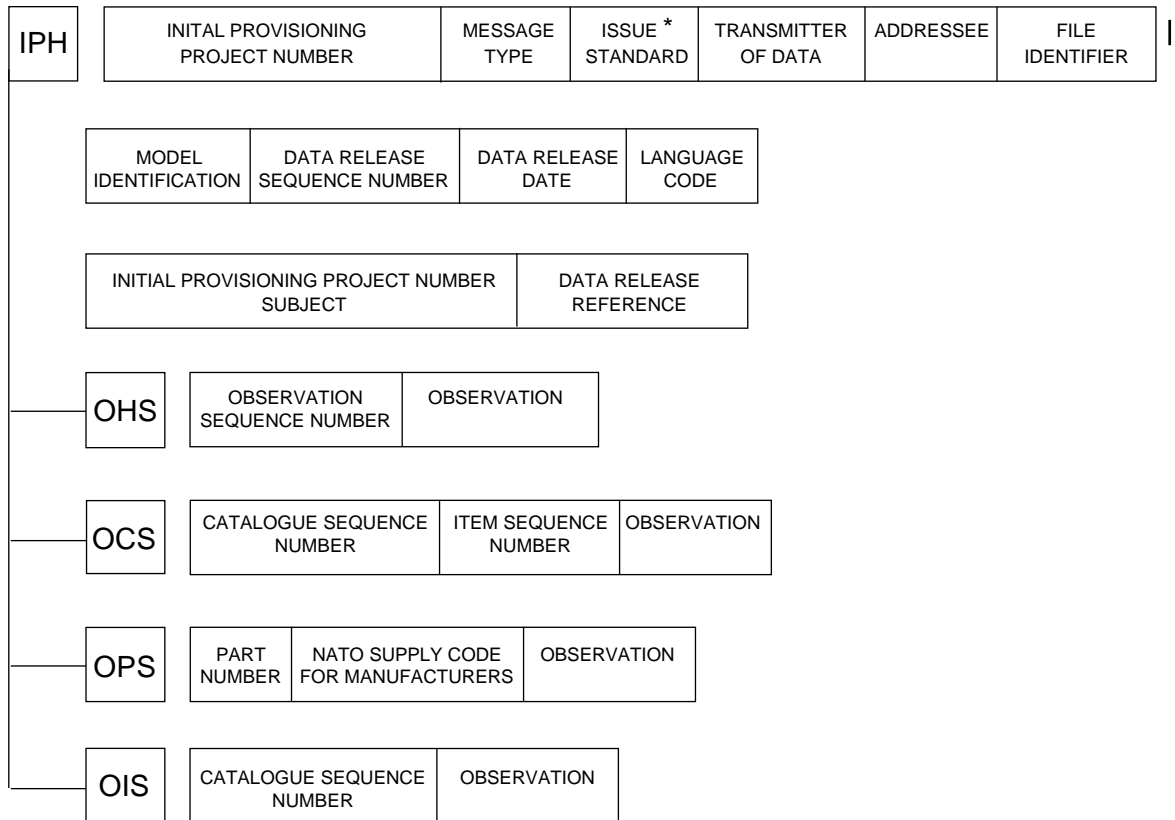 IPH
INITAL PROVISIONING
PROJECT NUMBER
MESSAGE
TYPE
ISSUE *
STANDARD
TRANSMITTER
OF DATA
ADDRESSEE
FILE
IDENTIFIER
MODEL
IDENTIFICATION
DATA RELEASE
SEQUENCE NUMBER
DATA RELEASE
DATE
LANGUAGE
CODE
INITIAL PROVISIONING PROJECT NUMBER
SUBJECT
DATA RELEASE
REFERENCE
OHS
OBSERVATION
SEQUENCE NUMBER
OBSERVATION
OCS
CATALOGUE SEQUENCE
NUMBER
ITEM SEQUENCE
NUMBER
OBSERVATION
OPS
PART
NUMBER
NATO SUPPLY CODE
FOR MANUFACTURERS
OBSERVATION
OIS
CATALOGUE SEQUENCE
NUMBER
OBSERVATION